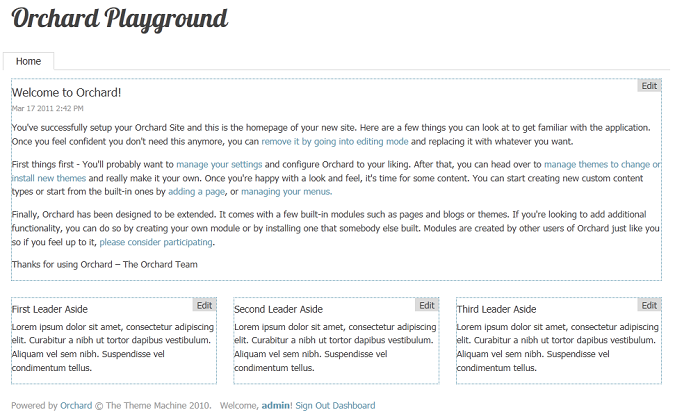 Orchard Playground
Home
Edit
Welcome to Orchard!
Mar 17 2011 2:42 PM
You've successfully setup your Orchard Site and this is the homepage of your new site. Here are a few things you can look at to get familiar with the application.
Once you feel confident you don't need this anymore, you can remove it by going into editing mode and replacing it with whatever you want.
First things first - You'll probably want to manage your settings and configure Orchard to your liking. After that, you can head over to manage themes to change or
install new themes and really make it your own. Once you're happy with a look and feel, it's time for some content. You can start creating new custom content
types or start from the built-in ones by adding a page, or managing your menus.
Finally, Orchard has been designed to be extended. It comes with a few built-in modules such as pages and blogs or themes. If you're looking to add additional
functionality, you can do so by creating your own module or by installing one that somebody else built. Modules are created by other users of Orchard just like you
so if you feel up to it, please consider participating.
Thanks for using Orchard – The Orchard Team
Edit
First Leader Aside
Lorem ipsum dolor sit amet, consectetur adipiscing
elit. Curabitur a nibh ut tortor dapibus vestibulum.
Aliquam vel sem nibh. Suspendisse vel
condimentum tellus.
Edit
Second Leader Aside
Lorem ipsum dolor sit amet, consectetur adipiscing
elit. Curabitur a nibh ut tortor dapibus vestibulum.
Aliquam vel sem nibh. Suspendisse vel
condimentum tellus.
Edit
Third Leader Aside
Lorem ipsum dolor sit amet, consectetur adipiscing
elit. Curabitur a nibh ut tortor dapibus vestibulum.
Aliquam vel sem nibh. Suspendisse vel
condimentum tellus.
Powered by Orchard © The Theme Machine 2010. Welcome, admin! Sign Out Dashboard